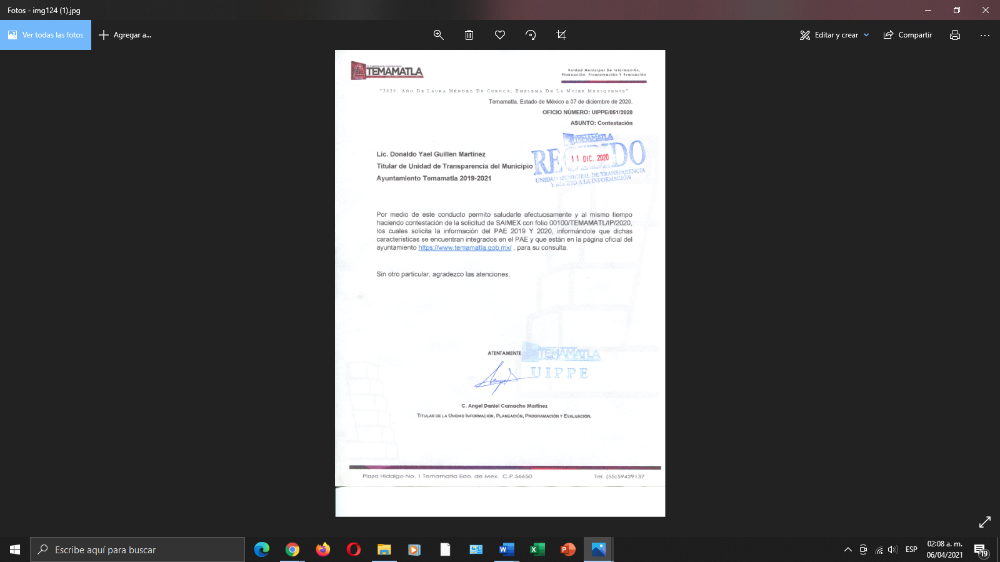 Fotos - img124 (1).jpg
Ver todas las fotos
Agregar a...
Editar y crear
Compartir
TEMAMATLA
Unidad Municipal De Información,
Planeación, Programación Y Evaluación
"2020. Año De Laura Méndez De Cuenca; Emblema De La Mujer Mexiquense"
Temamatla, Estado de México a 07 de diciembre de 2020.
OFICIO NÚMERO: UIPPE/051/2020
ASUNTO: Contestación
TEMAMATLA
11 DIC. 2020
UNIDAD MUNICIPAL DE TRANSPARENCIA
Y ACCESO A LA INFORMACIÓN
Lic. Donaldo Yael Guillen Martinez
Titular de Unidad de Transparencia del Municipio
Ayuntamiento Temamatla 2019-2021
Por medio de este conducto permito saludarle afectuosamente y al mismo tiempo
haciendo contestación de la solicitud de SAIMEX con folio 00100/TEMAMATL/IP/2020,
los cuales solicita la información del PAE 2019 Y 2020, informándole que dichas
características se encuentran integrados en el PAE y que están en la página oficial del
ayuntamiento https://www.temamatla.gob.mx/ , para su consulta.
Sin otro particular, agradezco las atenciones.
ATENTAMENTE
TEMAMATLA
UIPPE
C. Angel Daniel Camacho Martínez
Titular de la Unidad Información, Planeación, Programación y Evaluación.
Plaza Hidalgo No. 1 Temamatla Edo. de Mex. C.P.56650
Tel. (55)59429137
Escribe aquí para buscar
ESP
02:08 a. m.
06/04/2021
19